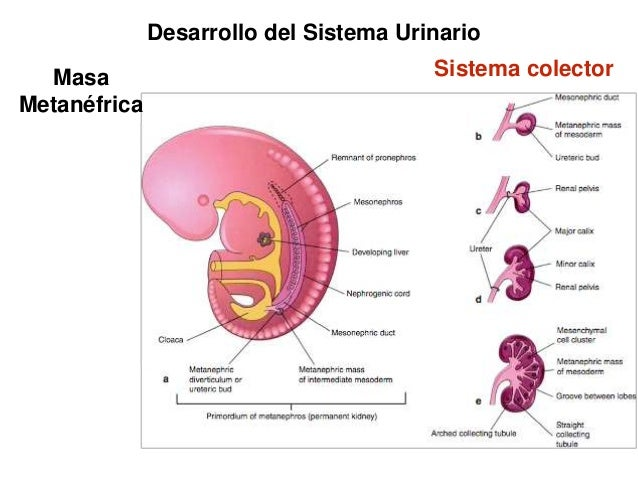 Desarrollo del Sistema Urinario
Masa
Metanéfrica
Sistema colector
Remnant of pronephros
Mesonephros
Developing liver
Nephrogenic cord
Mesonephric duct
Cloaca
Metanephric
diverticulum or
ureteric bud
Metanephric mass
of intermediate mesoderm
a
Primordium of metanephros (permanent kidney)
Mesonephric duct
Metanephric mass
of mesoderm
Ureteric bud
b
Renal pelvis
c
Major calix
Ureter
Minor calix
Renal pelvis
d
Mesenchymal
cell cluster
Metanephric mass
of mesoderm
Groove between lobes
e
Straight
collecting
tubule
Arched collecting tubule